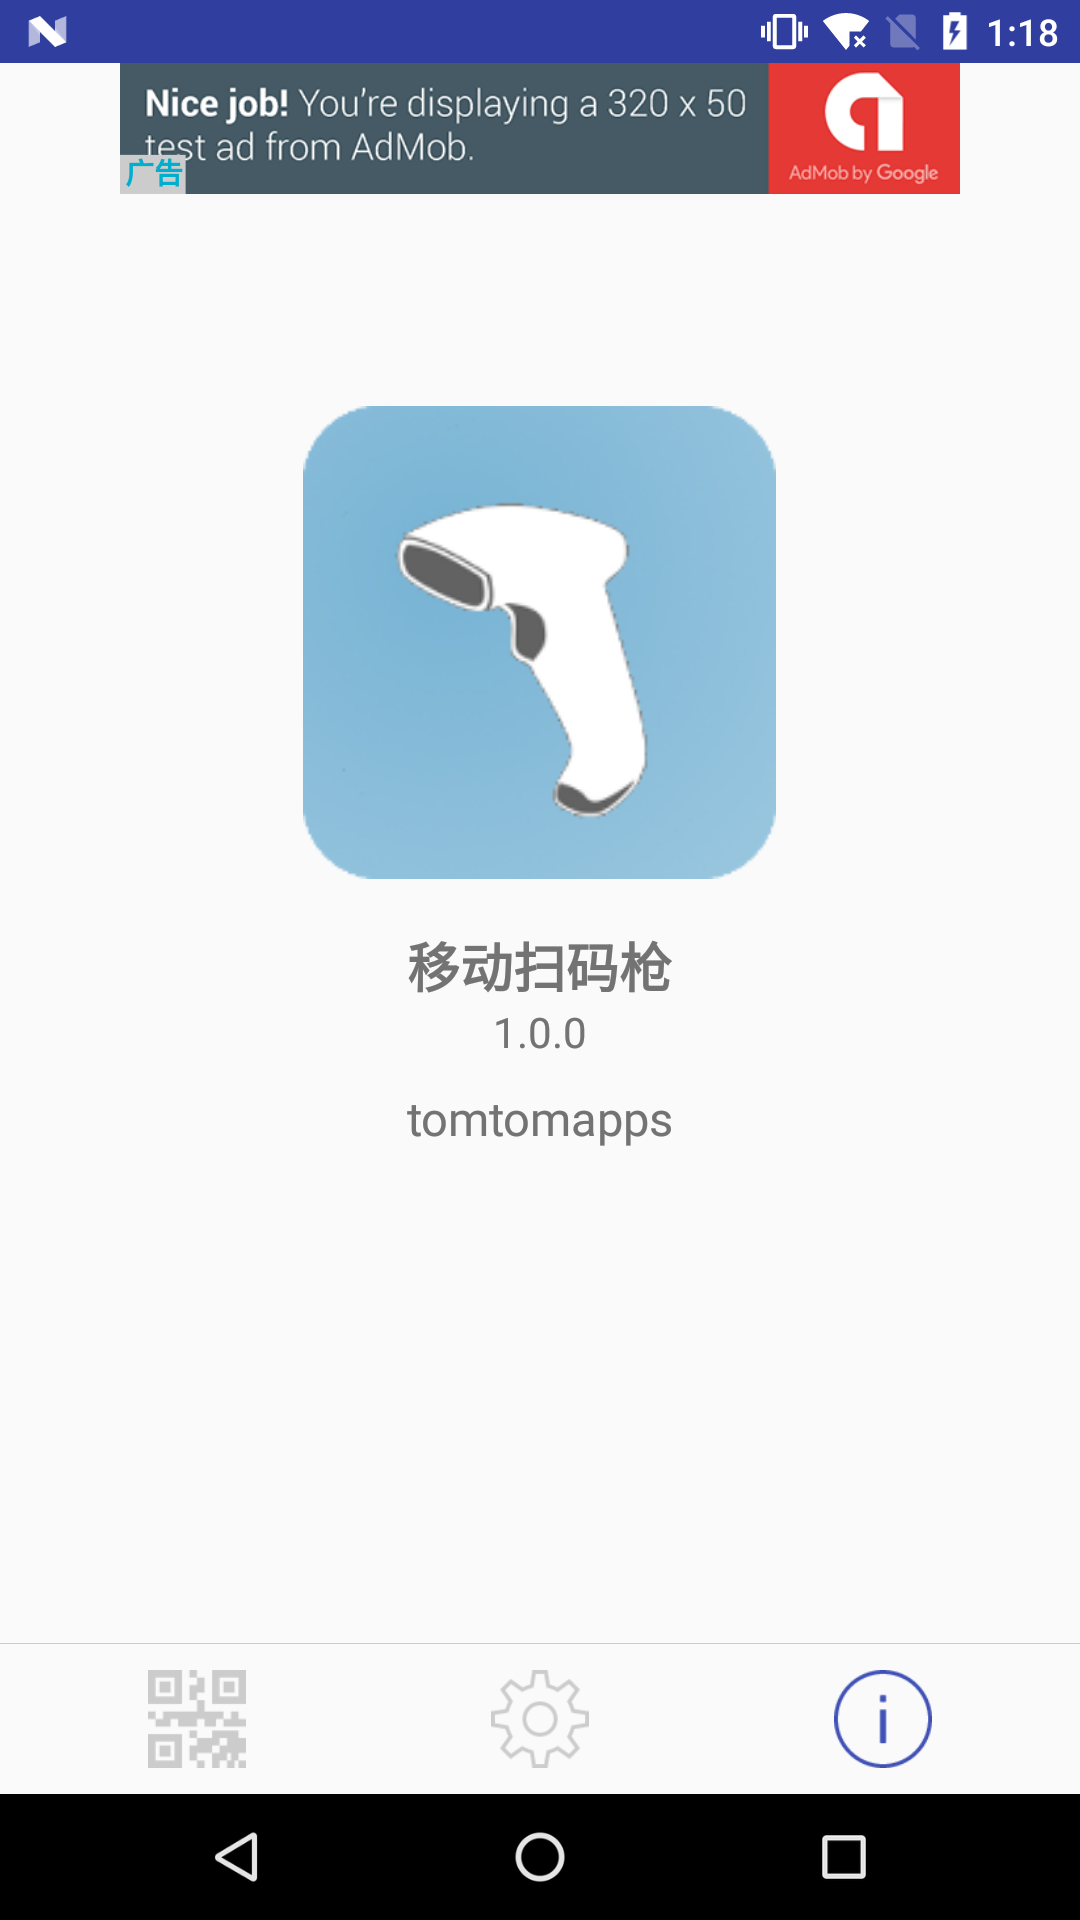 1:18
Nice job! You're displaying a 320 x 50
test ad from AdMob.
广告
AdMob by Google
移动扫码枪
1.0.0
tomtomapps